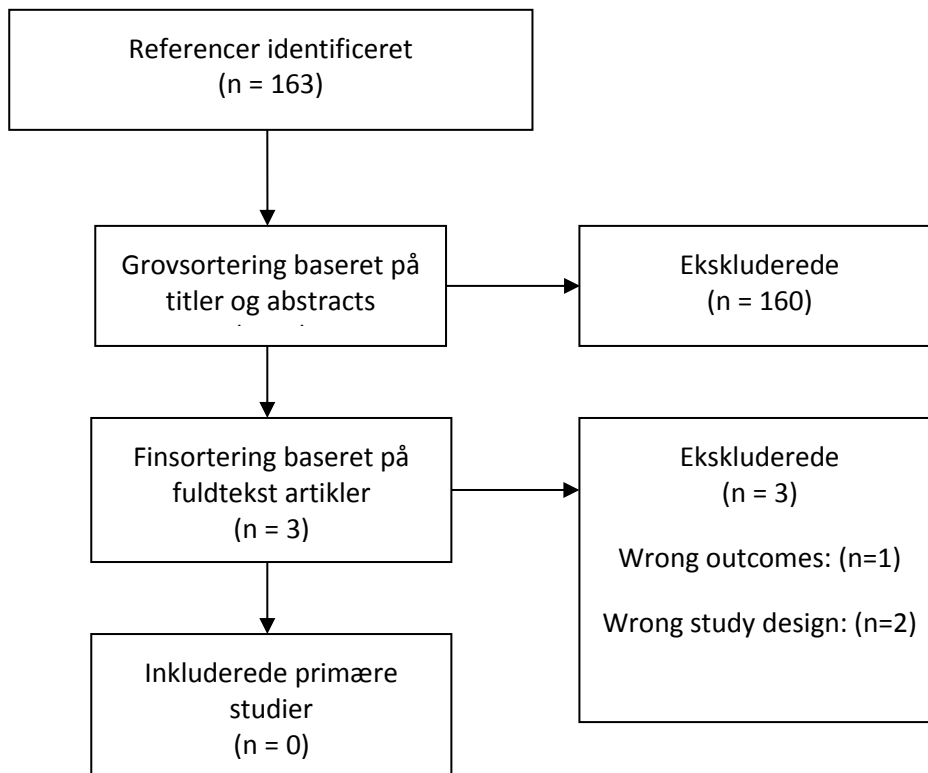 Referencer identificeret
(n = 163)
Grovsortering baseret på
titler og abstracts
Ekskluderede
(n = 160)
Finsortering baseret på
fuldtekst artikler
(n = 3)
Ekskluderede
(n = 3)
Wrong outcomes: (n=1)
Wrong study design: (n=2)
Inkluderede primære
studier
(n = 0)